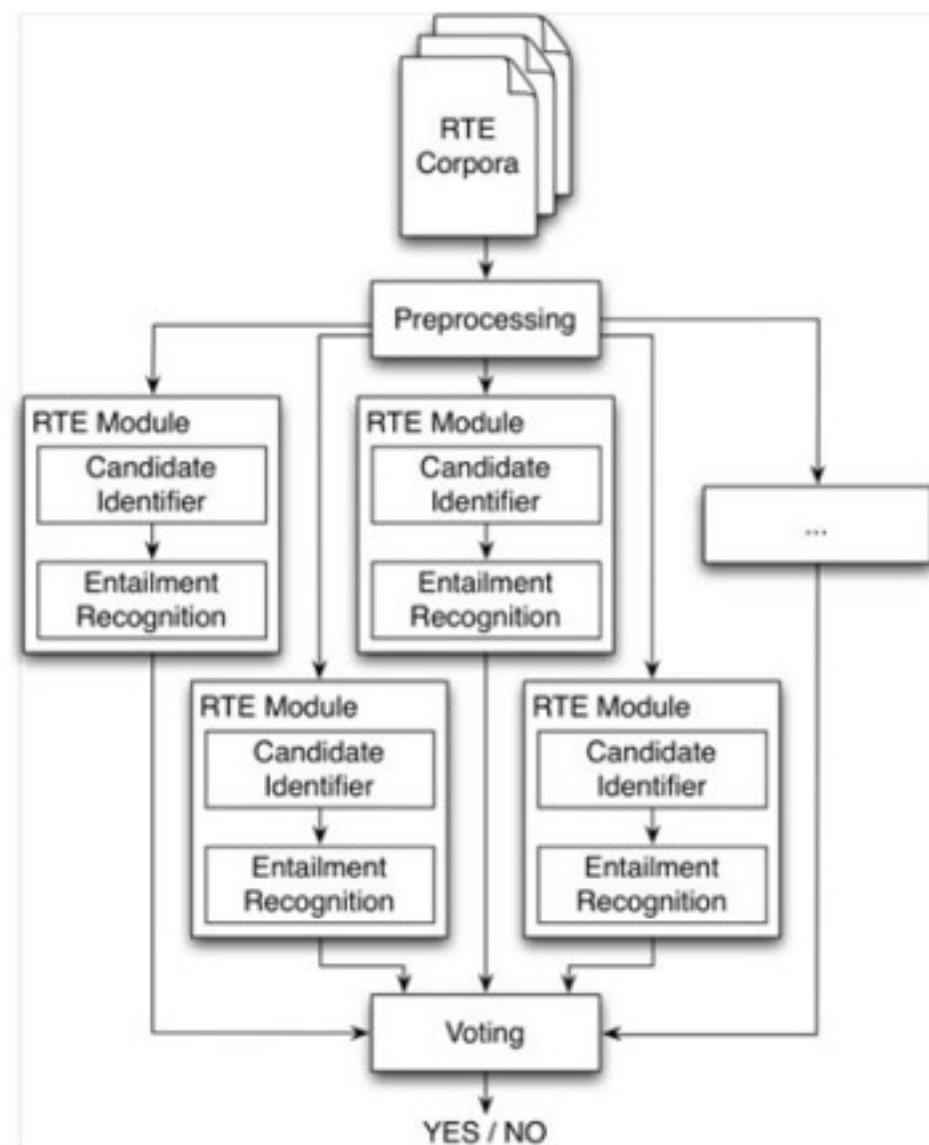 RTE
Corpora
Preprocessing
RTE Module
Candidate
Identifier
Entailment
Recognition
RTE Module
Candidate
Identifier
Entailment
Recognition
...
RTE Module
Candidate
Identifier
Entailment
Recognition
RTE Module
Candidate
Identifier
Entailment
Recognition
Voting
YES / NO